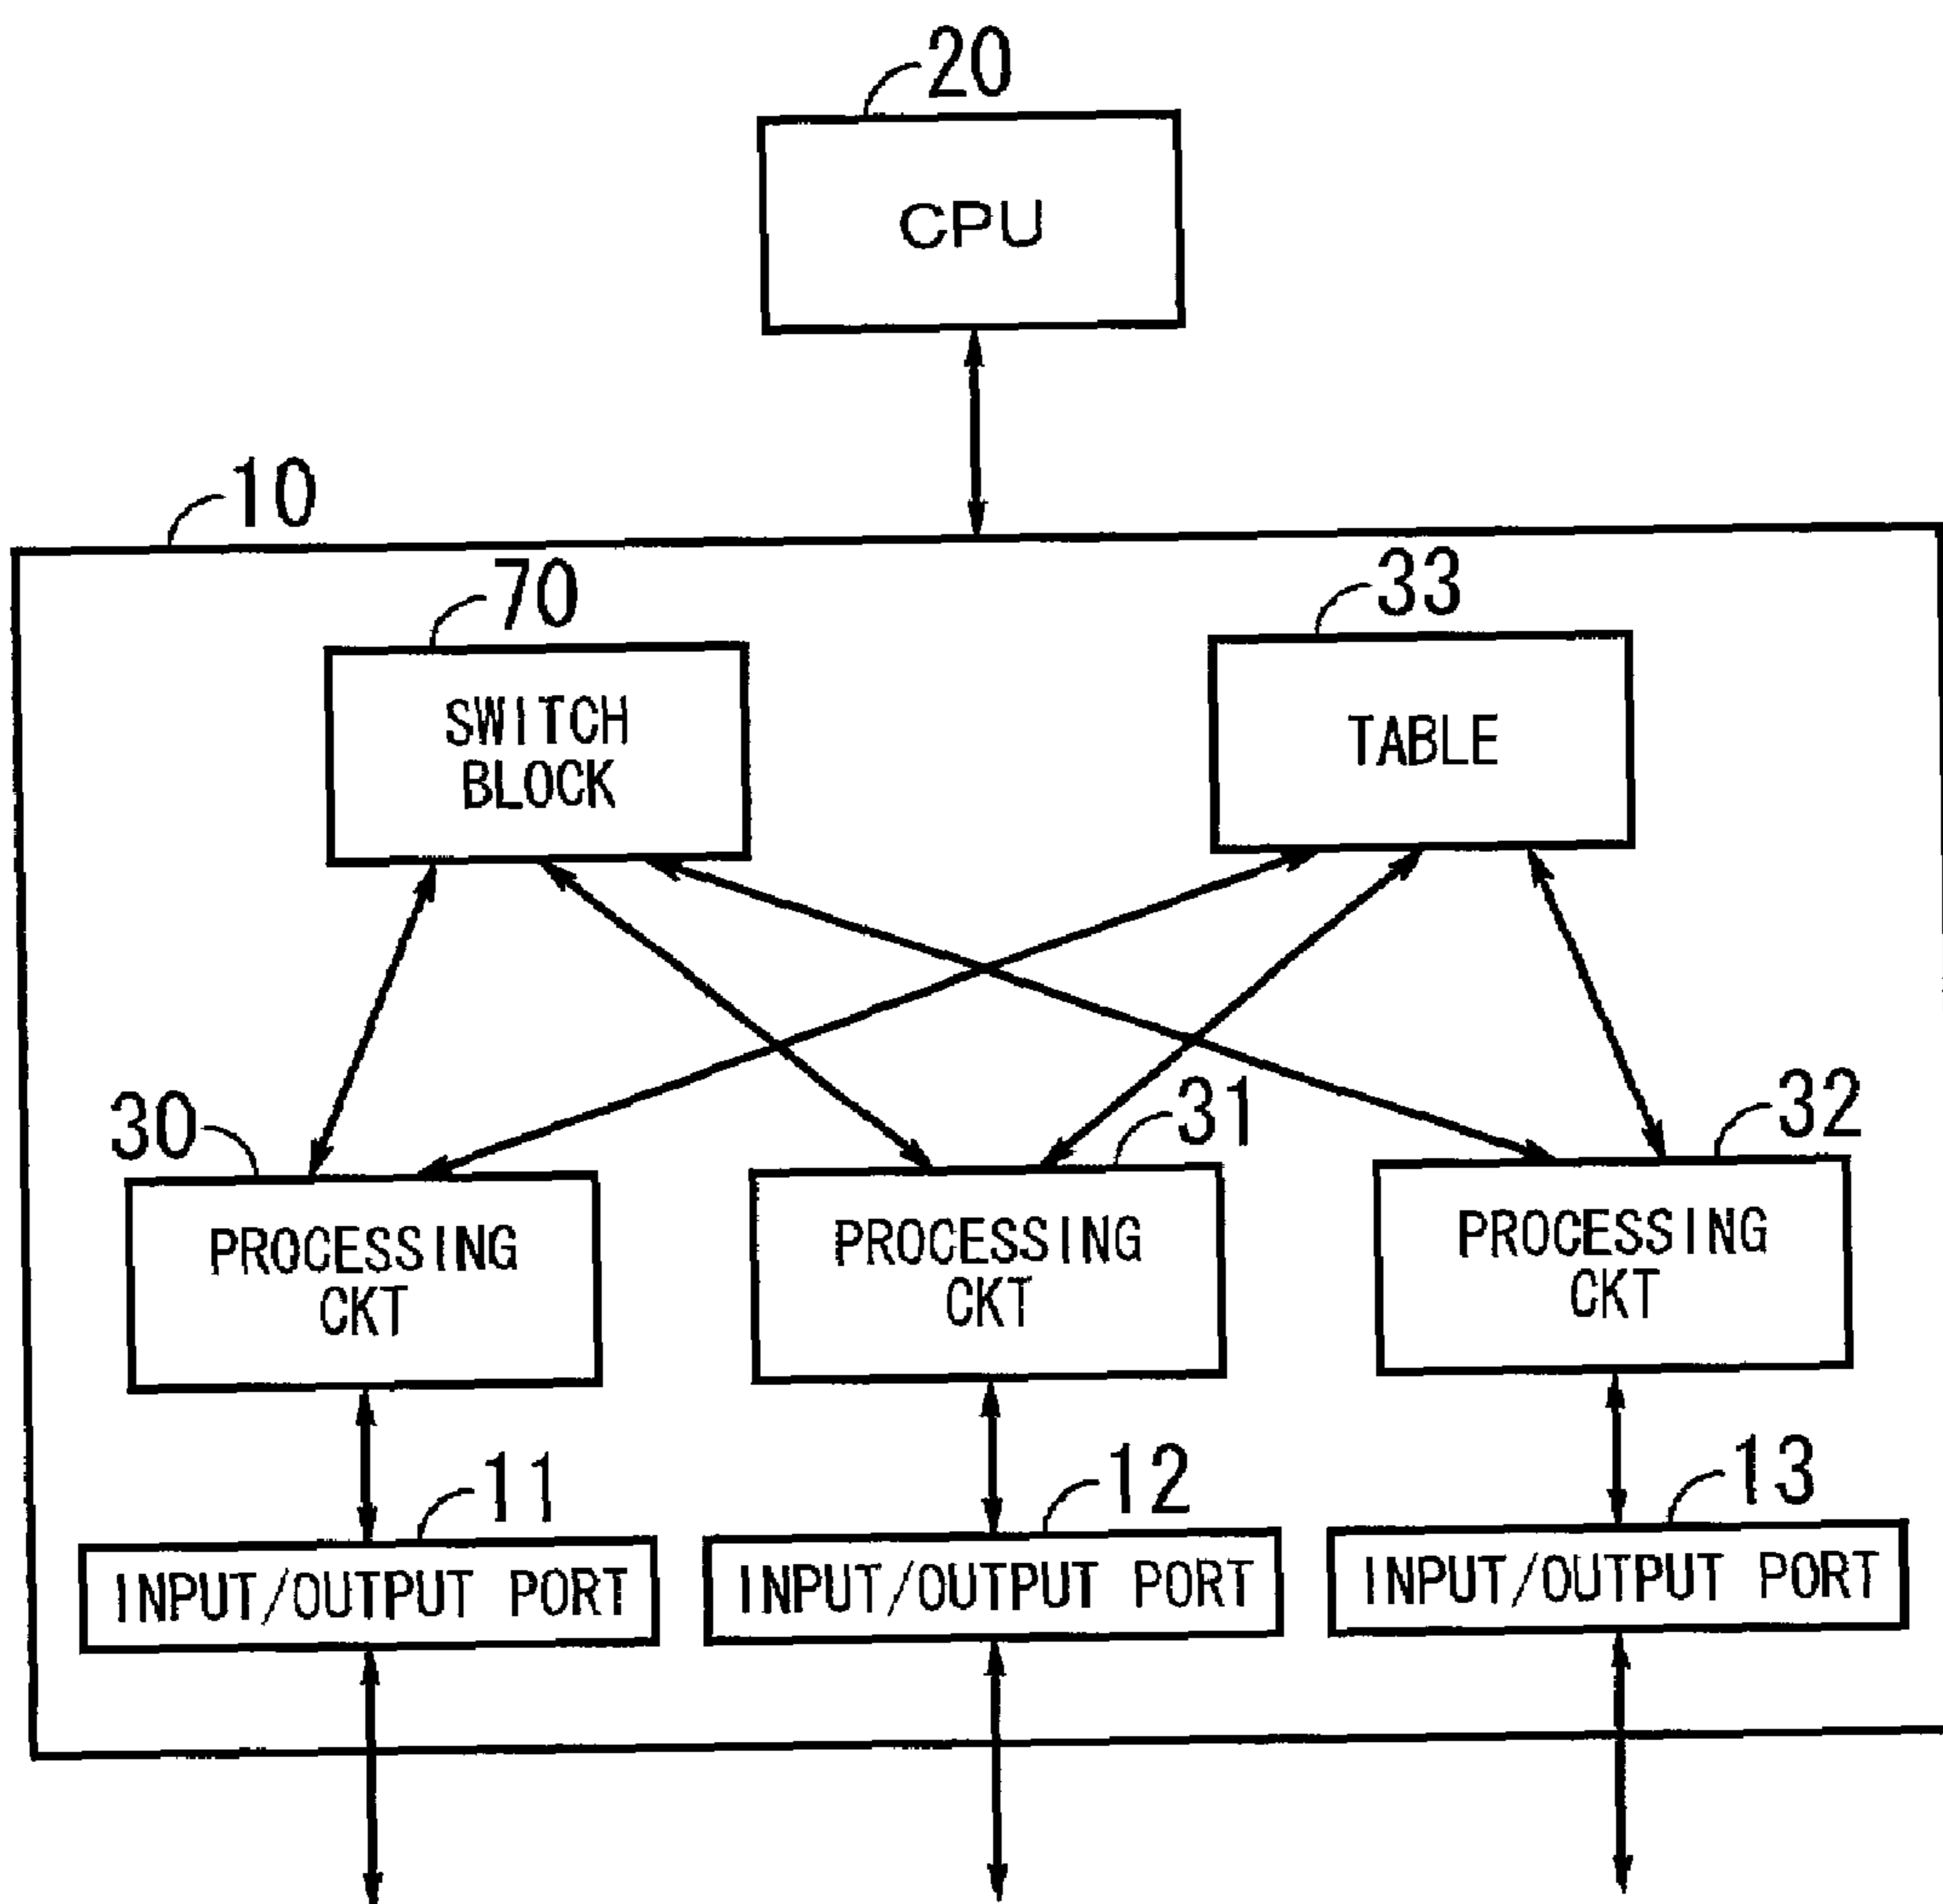 20
CPU
10
70
33
SWITCH
BLOCK
TABLE
30
31
32
PROCESSING
CKT
PROCESSING
CKT
PROCESSING
CKT
11
12
13
INPUT/OUTPUT PORT
INPUT/OUTPUT PORT
INPUT/OUTPUT PORT